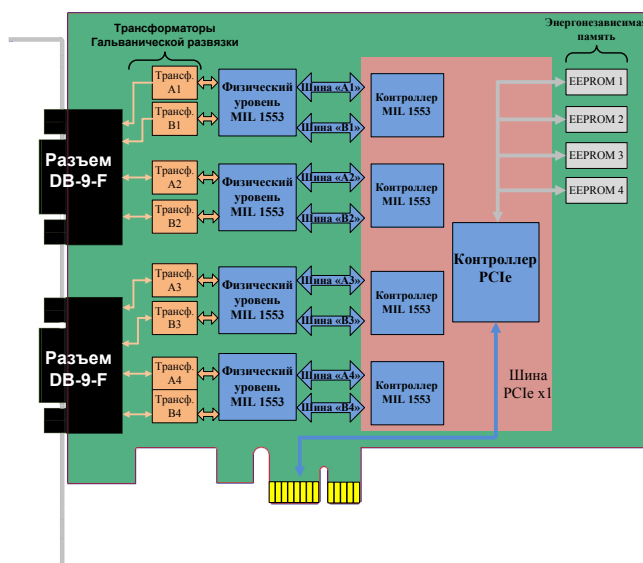 Трансформаторы
Гальванической развязки
Энергонезависимая
память
Трансф.
A1
Трансф.
B1
Физический
уровень
MIL 1553
Шина «A1»
Шина «B1»
Контроллер
MIL 1553
EEPROM 1
EEPROM 2
EEPROM 3
EEPROM 4
Разъем
DB-9-F
Трансф.
A2
Трансф.
B2
Физический
уровень
MIL 1553
Шина «A2»
Шина «B2»
Контроллер
MIL 1553
Контроллер
PCIe
Разъем
DB-9-F
Трансф.
A3
Трансф.
B3
Физический
уровень
MIL 1553
Шина «A3»
Шина «B3»
Контроллер
MIL 1553
Трансф.
A4
Трансф.
B4
Физический
уровень
MIL 1553
Шина «A4»
Шина «B4»
Контроллер
MIL 1553
Шина
PCIe x1